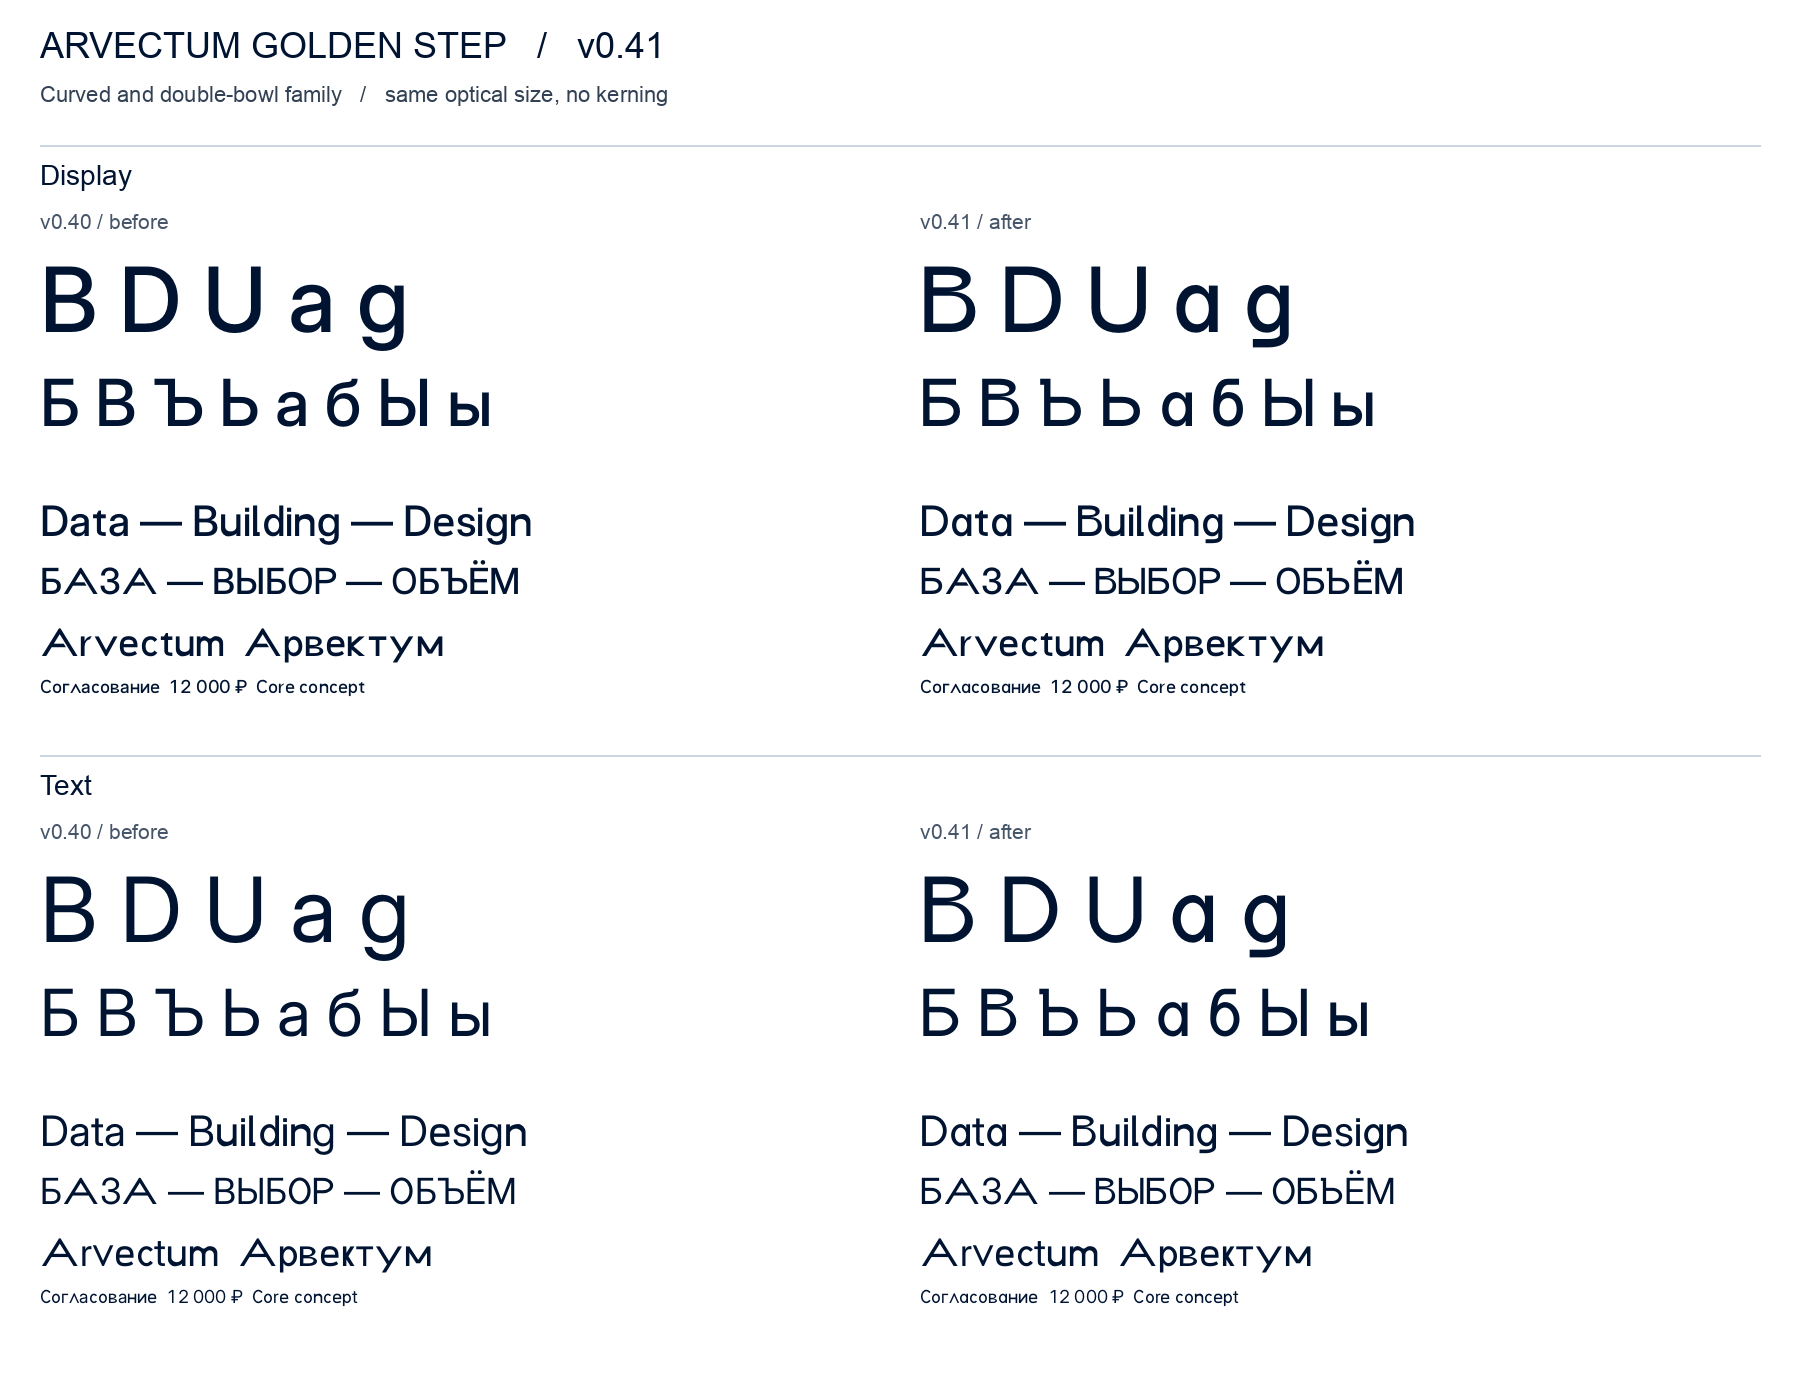 ARVECTUM GOLDEN STEP / v0.41
Curved and double-bowl family / same optical size, no kerning
Display
v0.40 / before
B D U a g
Б В Ъ Ь а б Ы ы
Data — Building — Design
БАЗА — ВЫБОР — ОБЪЁМ
Arvectum Арвектум
Согласование 12 000 ₽ Core concept
v0.41 / after
B D U a g
Б В Ъ Ь а б Ы ы
Data — Building — Design
БАЗА — ВЫБОР — ОБЪЁМ
Arvectum Арвектум
Согласование 12 000 ₽ Core concept
Text
v0.40 / before
B D U a g
Б В Ъ Ь а б Ы ы
Data — Building — Design
БАЗА — ВЫБОР — ОБЪЁМ
Arvectum Арвектум
Согласование 12 000 ₽ Core concept
v0.41 / after
B D U a g
Б В Ъ Ь а б Ы ы
Data — Building — Design
БАЗА — ВЫБОР — ОБЪЁМ
Arvectum Арвектум
Согласование 12 000 ₽ Core concept